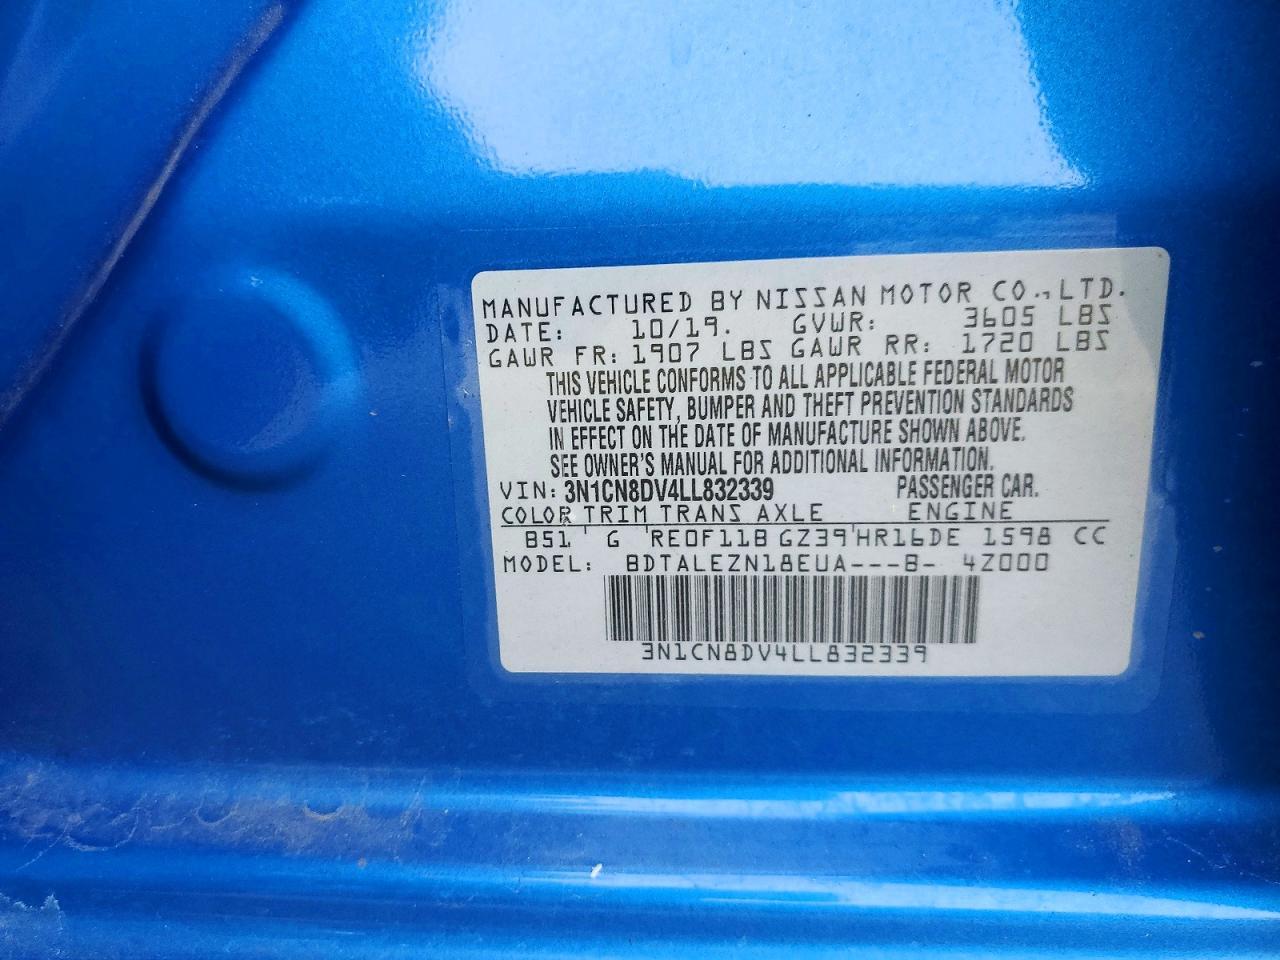 MANUFACTURED BY NISSAN MOTOR CO., LTD.
DATE: 10/19. GVWR: 3605 LBS
GAWR FR: 1907 LBS GAWR RR: 1720 LBS
THIS VEHICLE CONFORMS TO ALL APPLICABLE FEDERAL MOTOR
VEHICLE SAFETY, BUMPER AND THEFT PREVENTION STANDARDS
IN EFFECT ON THE DATE OF MANUFACTURE SHOWN ABOVE.
SEE OWNER'S MANUAL FOR ADDITIONAL INFORMATION.
VIN: 3N1CN8DV4LL832339 PASSENGER CAR.
COLOR TRIM TRANS AXLE ENGINE
B51 G RE0F11B GZ39 HR16DE 1598 CC
MODEL: BDTALEZN18EUA---B- 4Z000
3N1CN8DV4LL832339